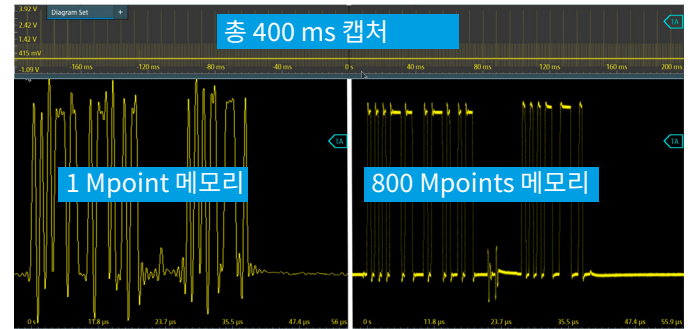 3.92 V
Diagram Set +
2.42 V
1.42 V
415 mV
-1.09 V
총 400 ms 캡처
1A
-160 ms -120 ms -80 ms -40 ms 0 s 40 ms 80 ms 120 ms 160 ms 200 ms
1A 1A
1 Mpoint 메모리 800 Mpoints 메모리
0 s 11.8 µs 23.7 µs 35.5 µs 47.4 µs 56 µs 0 s 11.8 µs 23.7 µs 35.5 µs 47.4 µs 55.9 µs